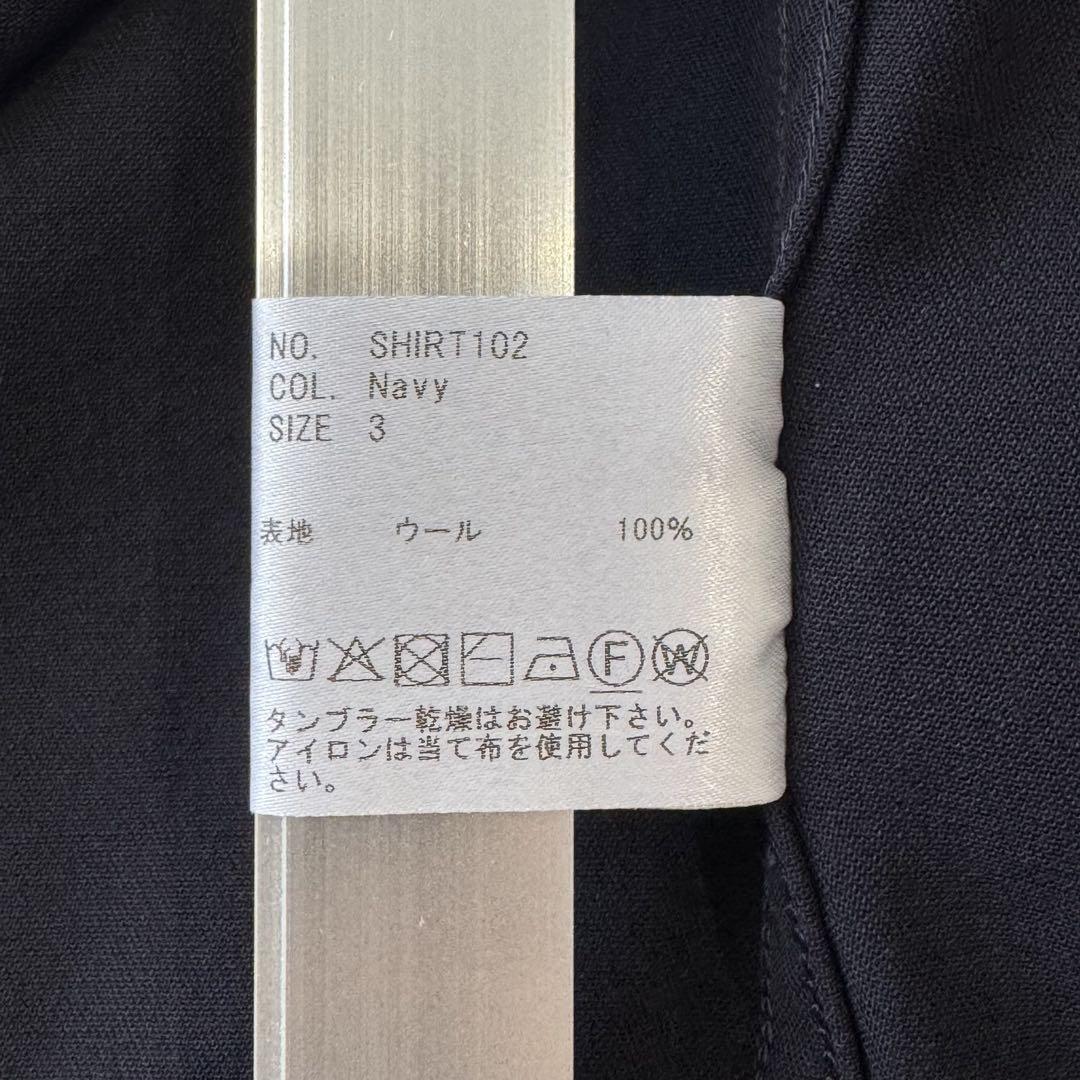 NO. SHIRT102
COL. Navy
SIZE 3
表地 ウール 100%
F W
タンブラー乾燥はお避け下さい。
アイロンは当て布を使用してくだ
さい。